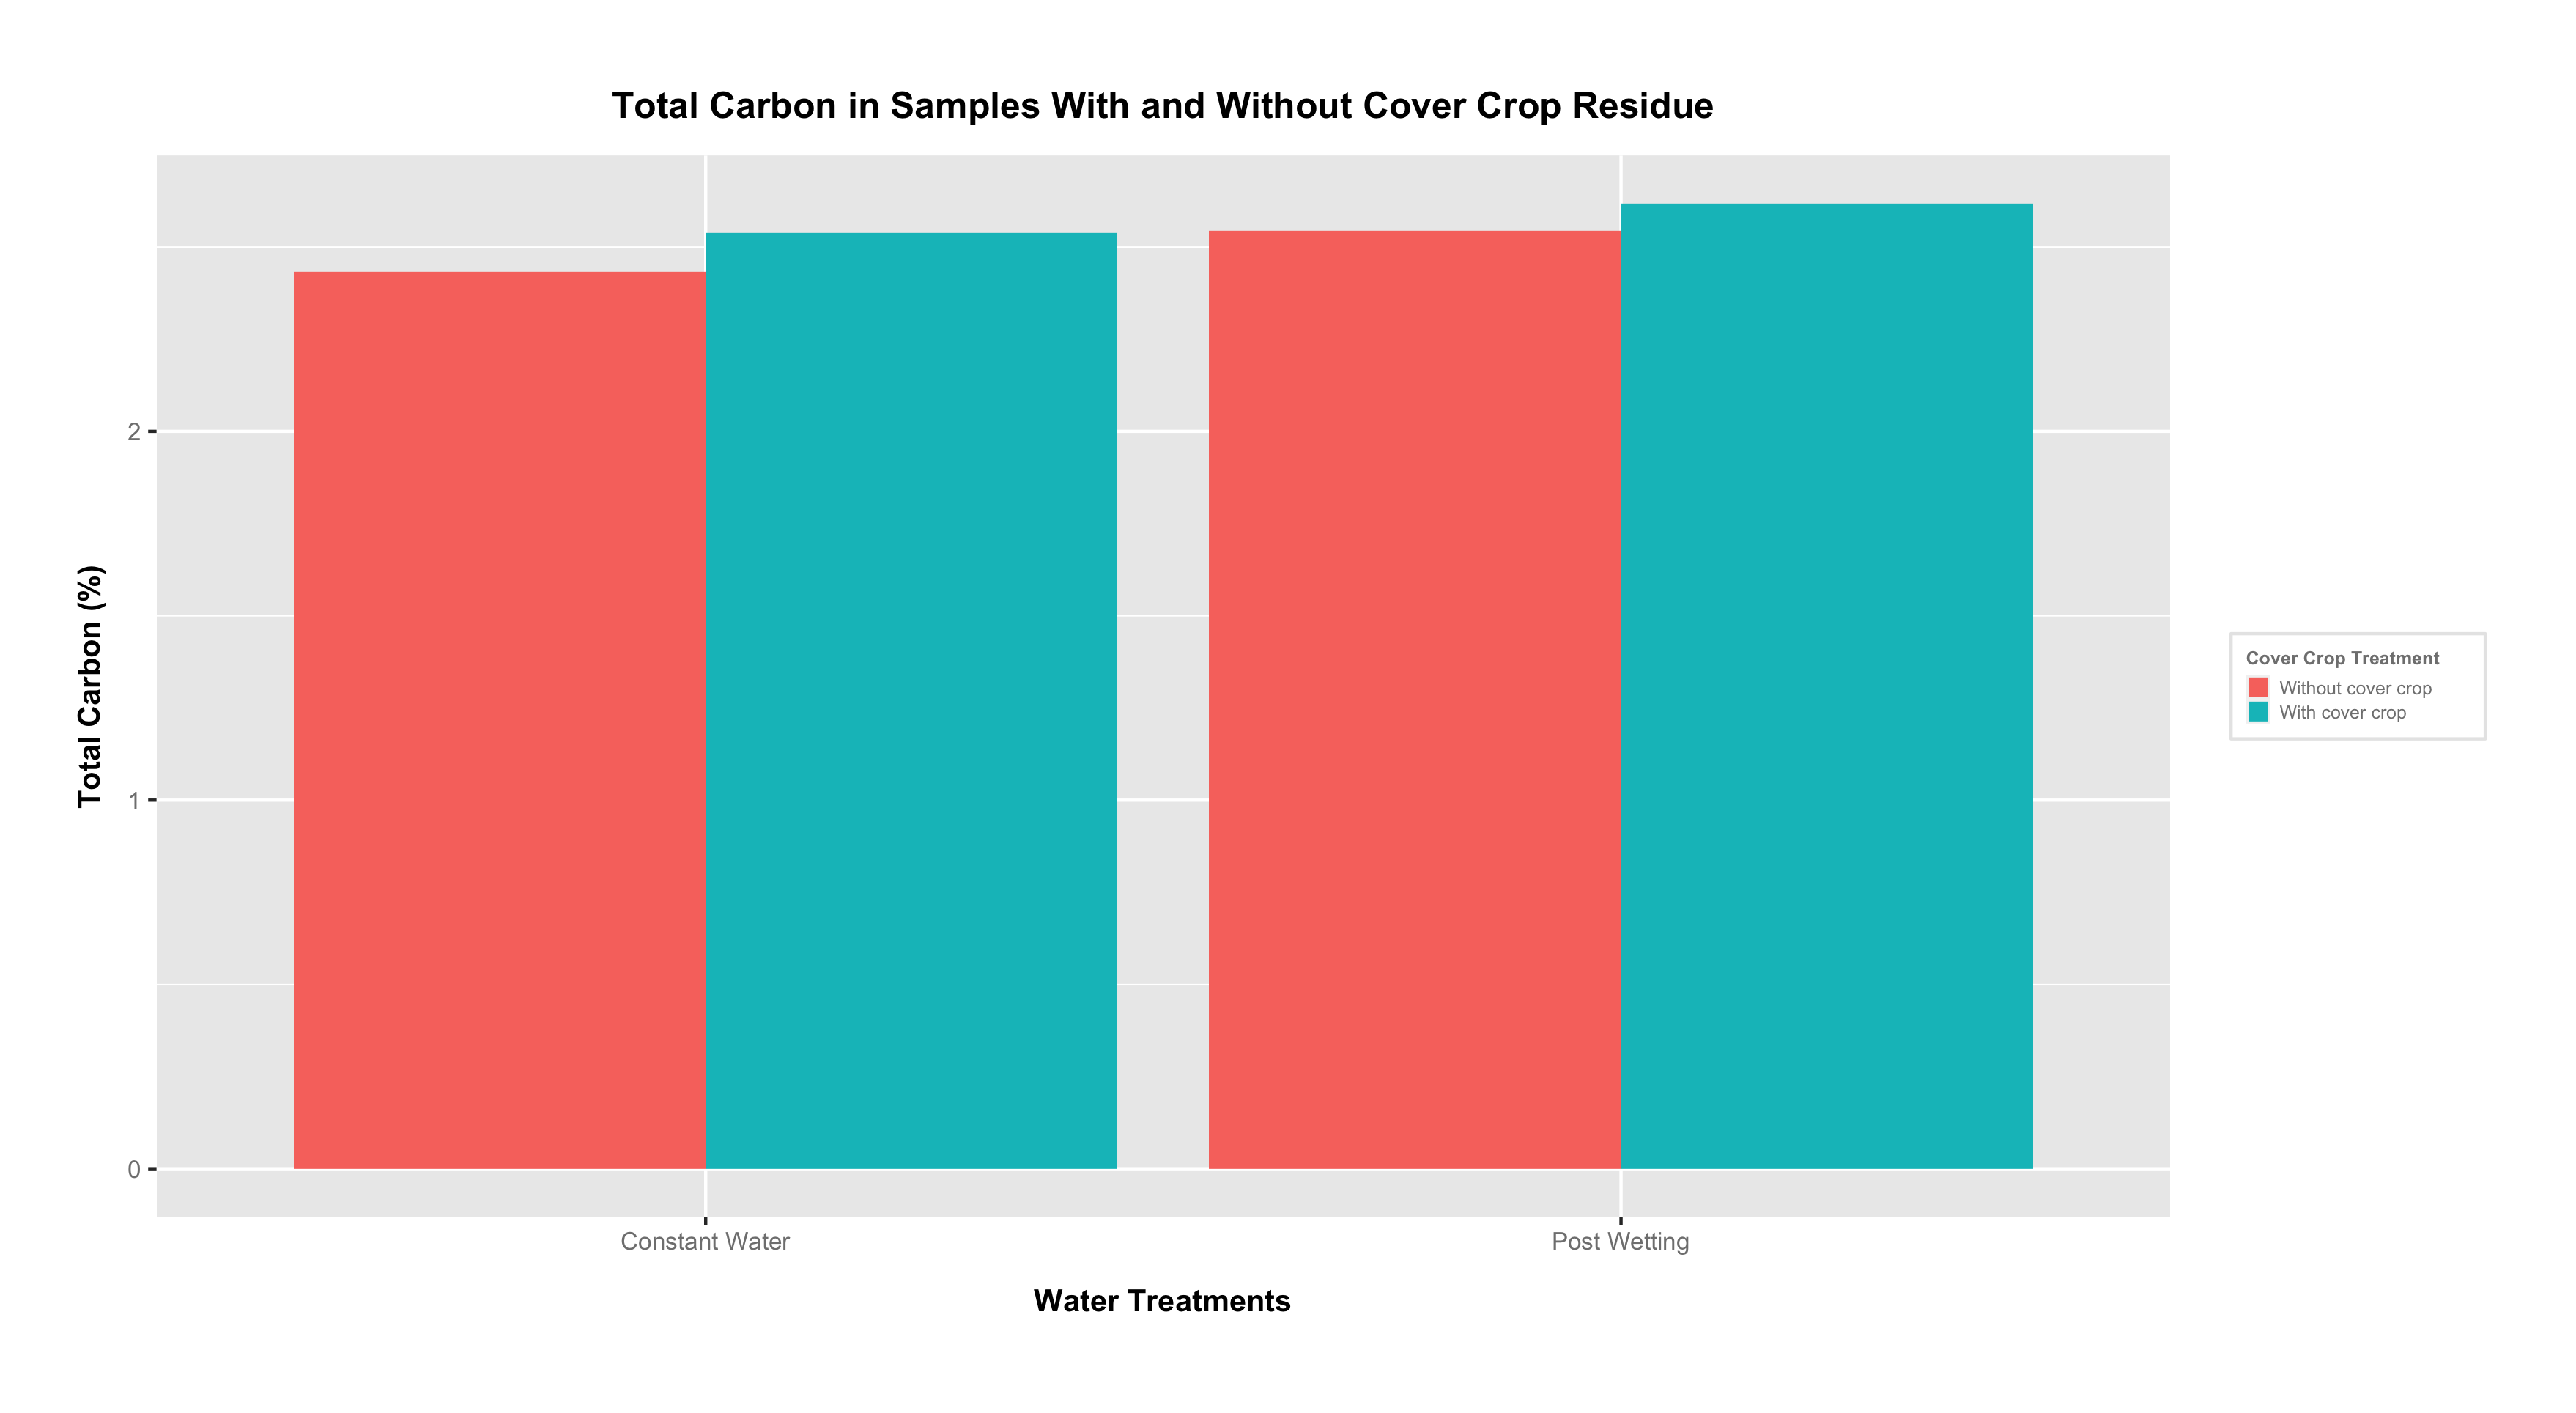 Total Carbon in Samples With and Without Cover Crop Residue
Total Carbon (%)
2
1
0
Constant Water
Post Wetting
Water Treatments
Cover Crop Treatment
Without cover crop
With cover crop